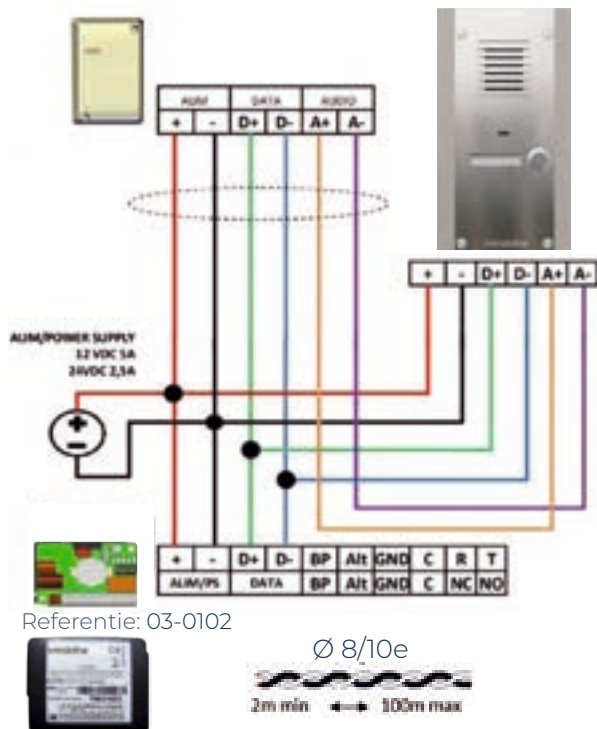 ALIM DATA AUDIO
+ - D+ D- A+ A-
+ - D+ D- A+ A-
ALIM/POWER SUPPLY
12 VDC 5A
24VDC 2,5A
+
-
+ - D+ D- BP Alt GND C R T
ALIM/PS DATA BP Alt GND C NC NO
Referentie: 03-0102
Ø 8/10e
2m min 100m max